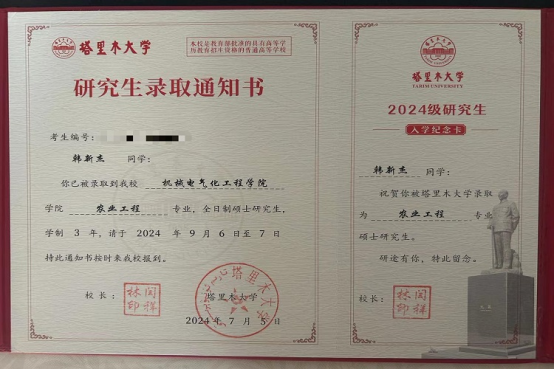 塔里木大学
本校是教育部批准的具有高等学
历教育招生资格的普通高等学校
研究生录取通知书
考生编号:
韩新杰 同学:
你已被录取到我校 机械电气化工程学院
学院 农业工程 专业,全日制硕士研究生,
学制 3 年,请于 2024 年 9 月 6 日至 7 日
持此通知书按时来我校报到。
校长:
塔里木大学
2024 年 7 月 5 日
塔里木大学
TARIM UNIVERSITY
2024级研究生
入学纪念卡
韩新杰 同学:
祝贺你被塔里木大学录取
为 农业工程 专业
硕士研究生。
研途有你,特此留念。
校长: